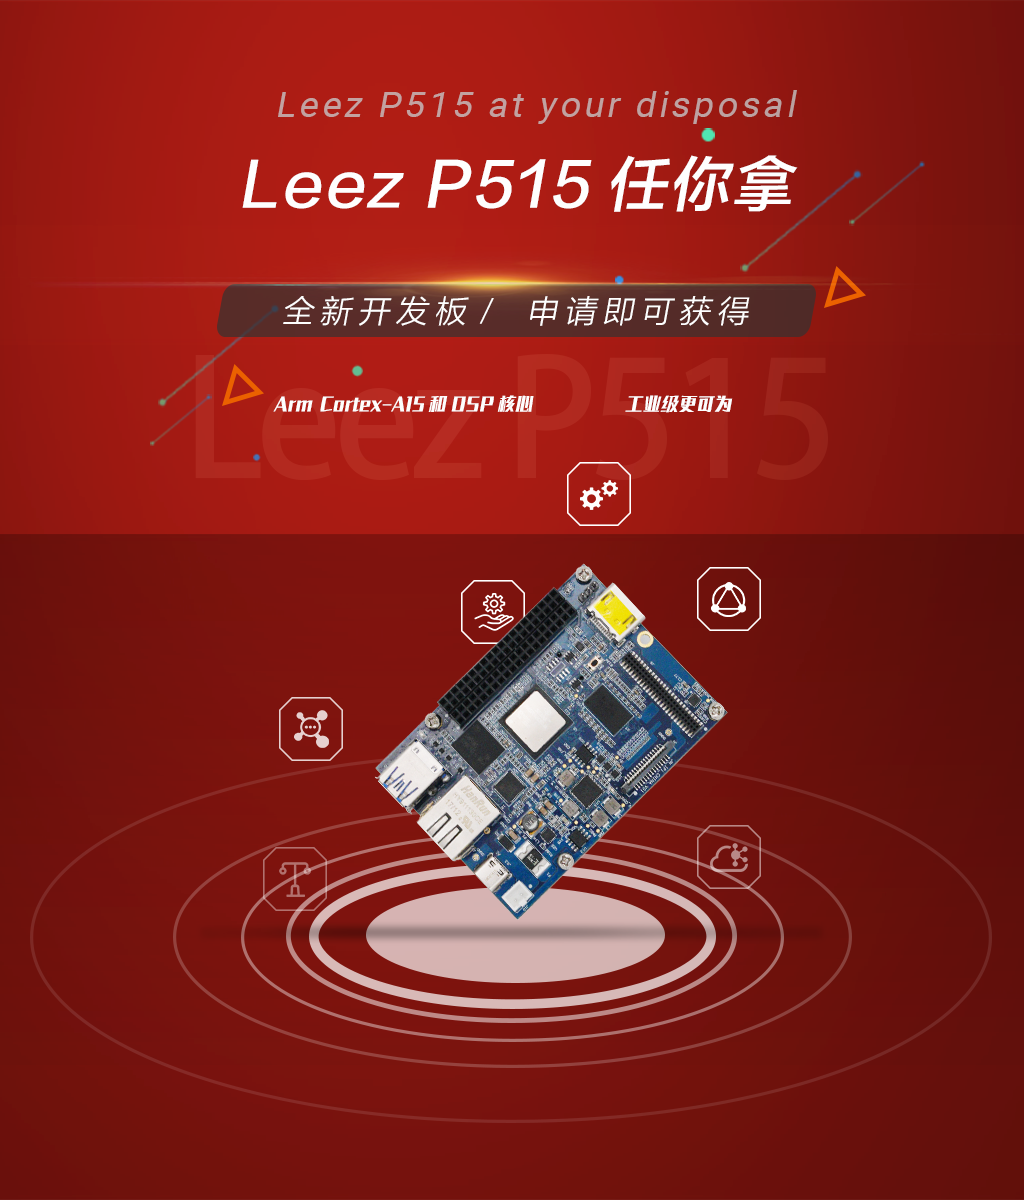 Leez P515 at your disposal
Leez P515 任你拿
全新开发板 / 申请即可获得
Leez P515
Arm Cortex-A15 和 DSP 核心 工业级更可为
HanRun